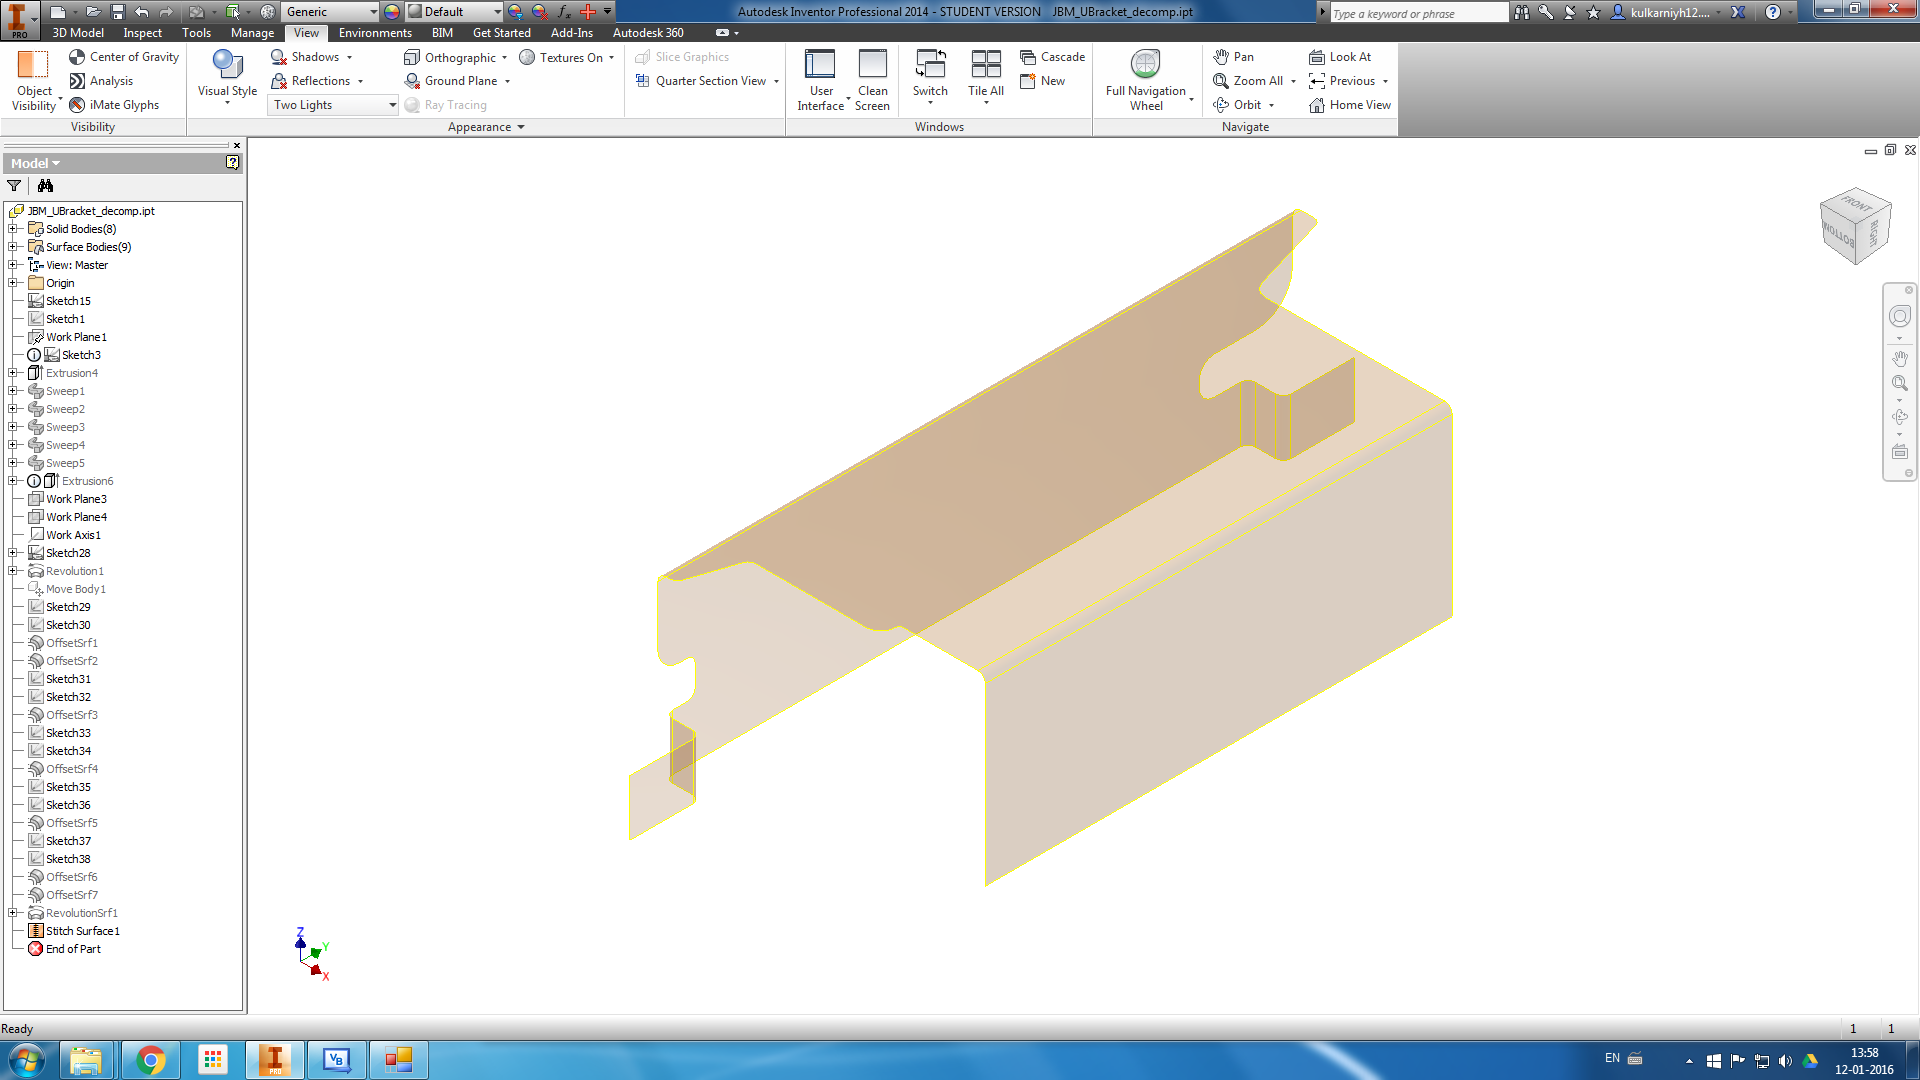 Generic
Default
Autodesk Inventor Professional 2014 - STUDENT VERSION JBM_UBracket_decomp.ipt
Type a keyword or phrase
kulkarniyh12....
PRO
3D Model Inspect Tools Manage View Environments BIM Get Started Add-Ins Autodesk 360
Object Visibility
Center of Gravity
Analysis
iMate Glyphs
Visibility
Visual Style
Shadows
Reflections
Two Lights
Orthographic
Ground Plane
Ray Tracing
Textures On
Appearance
Slice Graphics
Quarter Section View
User Interface
Clean Screen
Switch
Tile All
Cascade
New
Windows
Full Navigation Wheel
Pan
Zoom All
Orbit
Look At
Previous
Home View
Navigate
Model
JBM_UBracket_decomp.ipt
Solid Bodies(8)
Surface Bodies(9)
View: Master
Origin
Sketch15
Sketch1
Work Plane1
Sketch3
Extrusion4
Sweep1
Sweep2
Sweep3
Sweep4
Sweep5
Extrusion6
Work Plane3
Work Plane4
Work Axis1
Sketch28
Revolution1
Move Body1
Sketch29
Sketch30
OffsetSrf1
OffsetSrf2
Sketch31
Sketch32
OffsetSrf3
Sketch33
Sketch34
OffsetSrf4
Sketch35
Sketch36
OffsetSrf5
Sketch37
Sketch38
OffsetSrf6
OffsetSrf7
RevolutionSrf1
Stitch Surface1
End of Part
FRONT
BOTTOM
RIGHT
Z
Y
X
Ready
1 1
PRO
VB
EN
13:58
12-01-2016